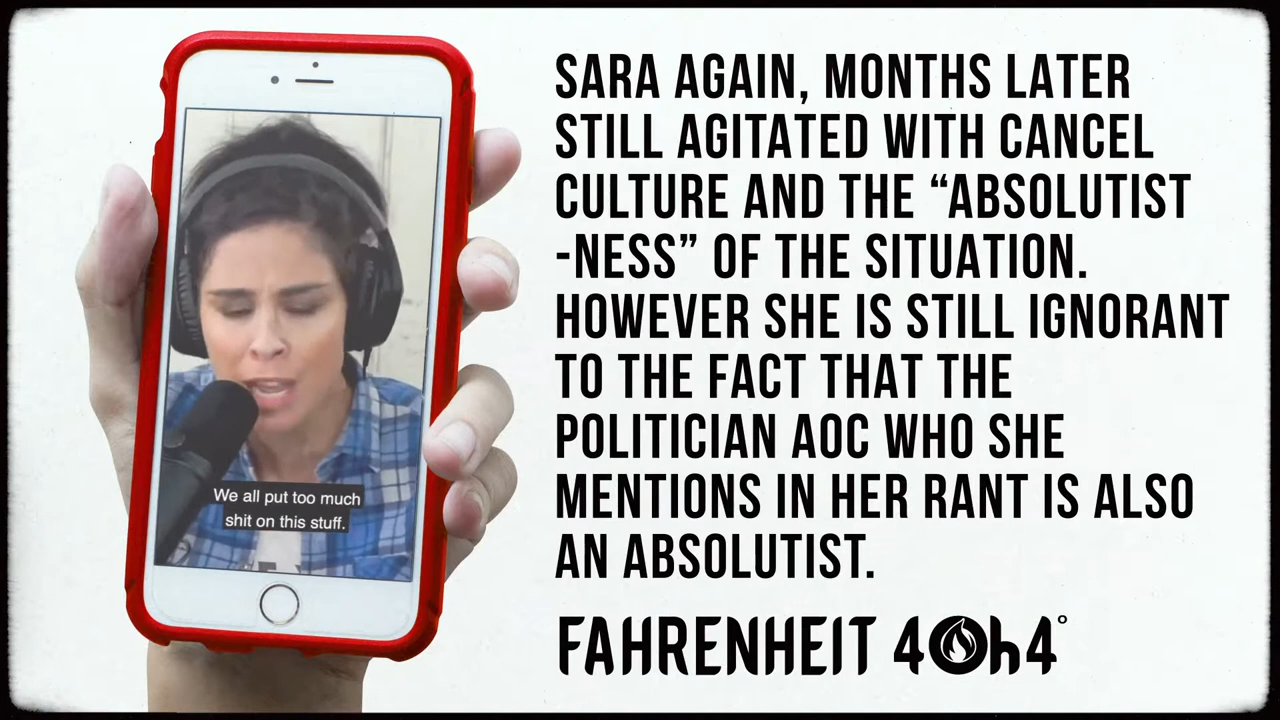 We all put too much
shit on this stuff.
SARA AGAIN, MONTHS LATER
STILL AGITATED WITH CANCEL
CULTURE AND THE “ABSOLUTIST
-NESS” OF THE SITUATION.
HOWEVER SHE IS STILL IGNORANT
TO THE FACT THAT THE
POLITICIAN AOC WHO SHE
MENTIONS IN HER RANT IS ALSO
AN ABSOLUTIST.
FAHRENHEIT 4Oh4°